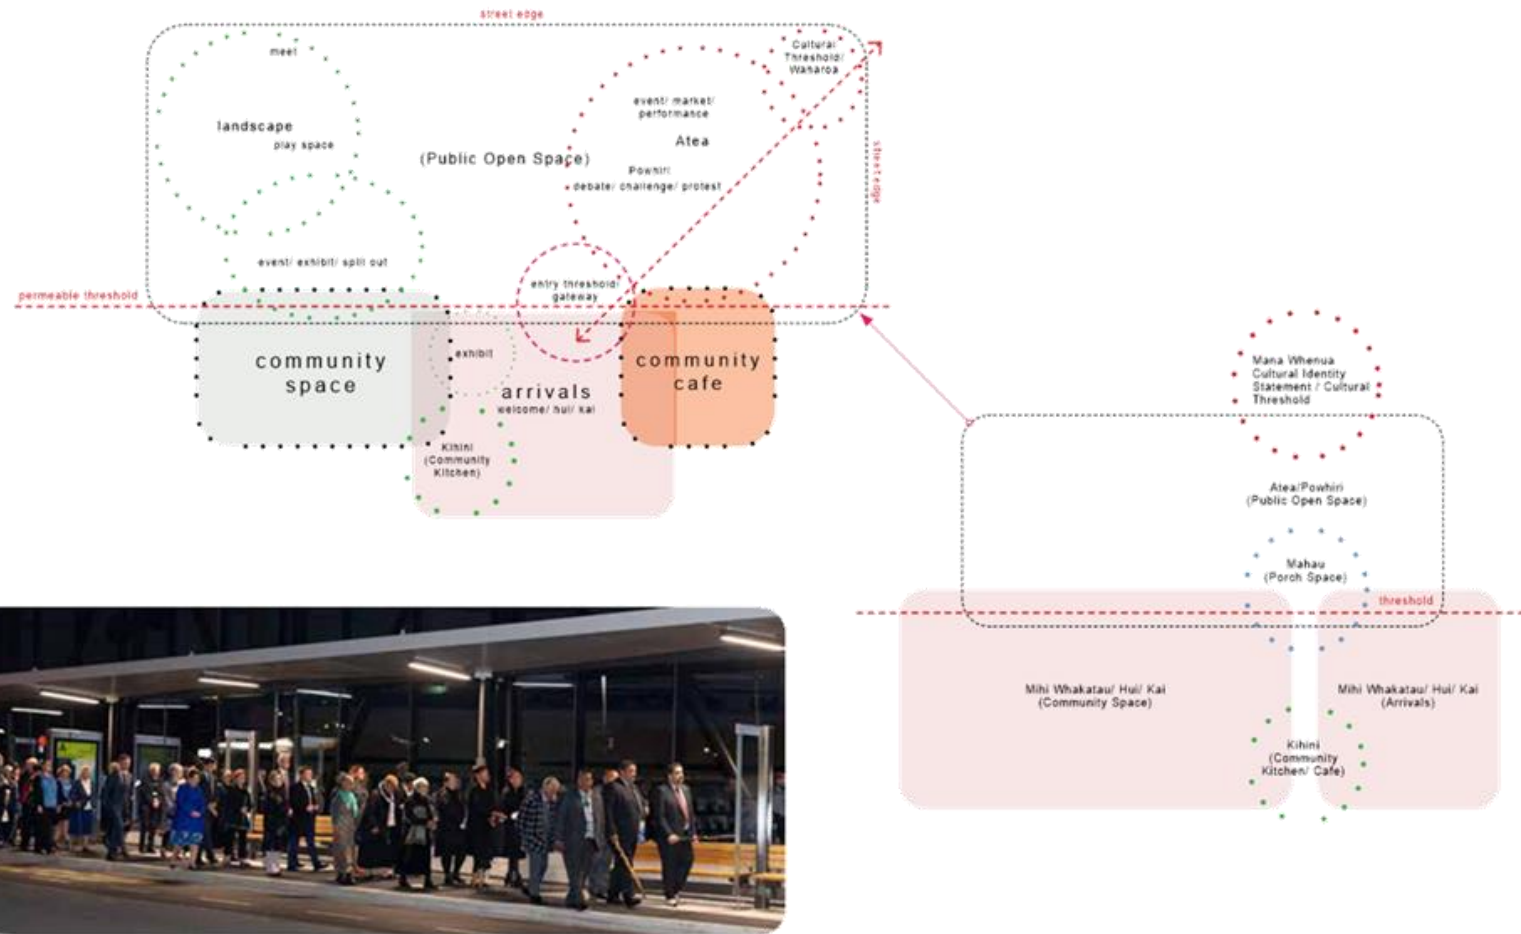 street edge
meet
landscape
play space
(Public Open Space)
event/ exhibit/ spill out
event/ market/
performance
Atea
Powhiri
debate/ challenge/ protest
Cultural
Threshold/
Waharoa
street edge
permeable threshold
entry threshold/
gateway
community
space
exhibit
arrivals
welcome/ hui/ kai
Kihini
(Community
Kitchen)
community
cafe
Mana Whenua
Cultural Identity
Statement / Cultural
Threshold
Atea/Powhiri
(Public Open Space)
Mahau
(Porch Space)
threshold
Mihi Whakatau/ Hui/ Kai
(Community Space)
Mihi Whakatau/ Hui/ Kai
(Arrivals)
Kihini
(Community
Kitchen/ Cafe)